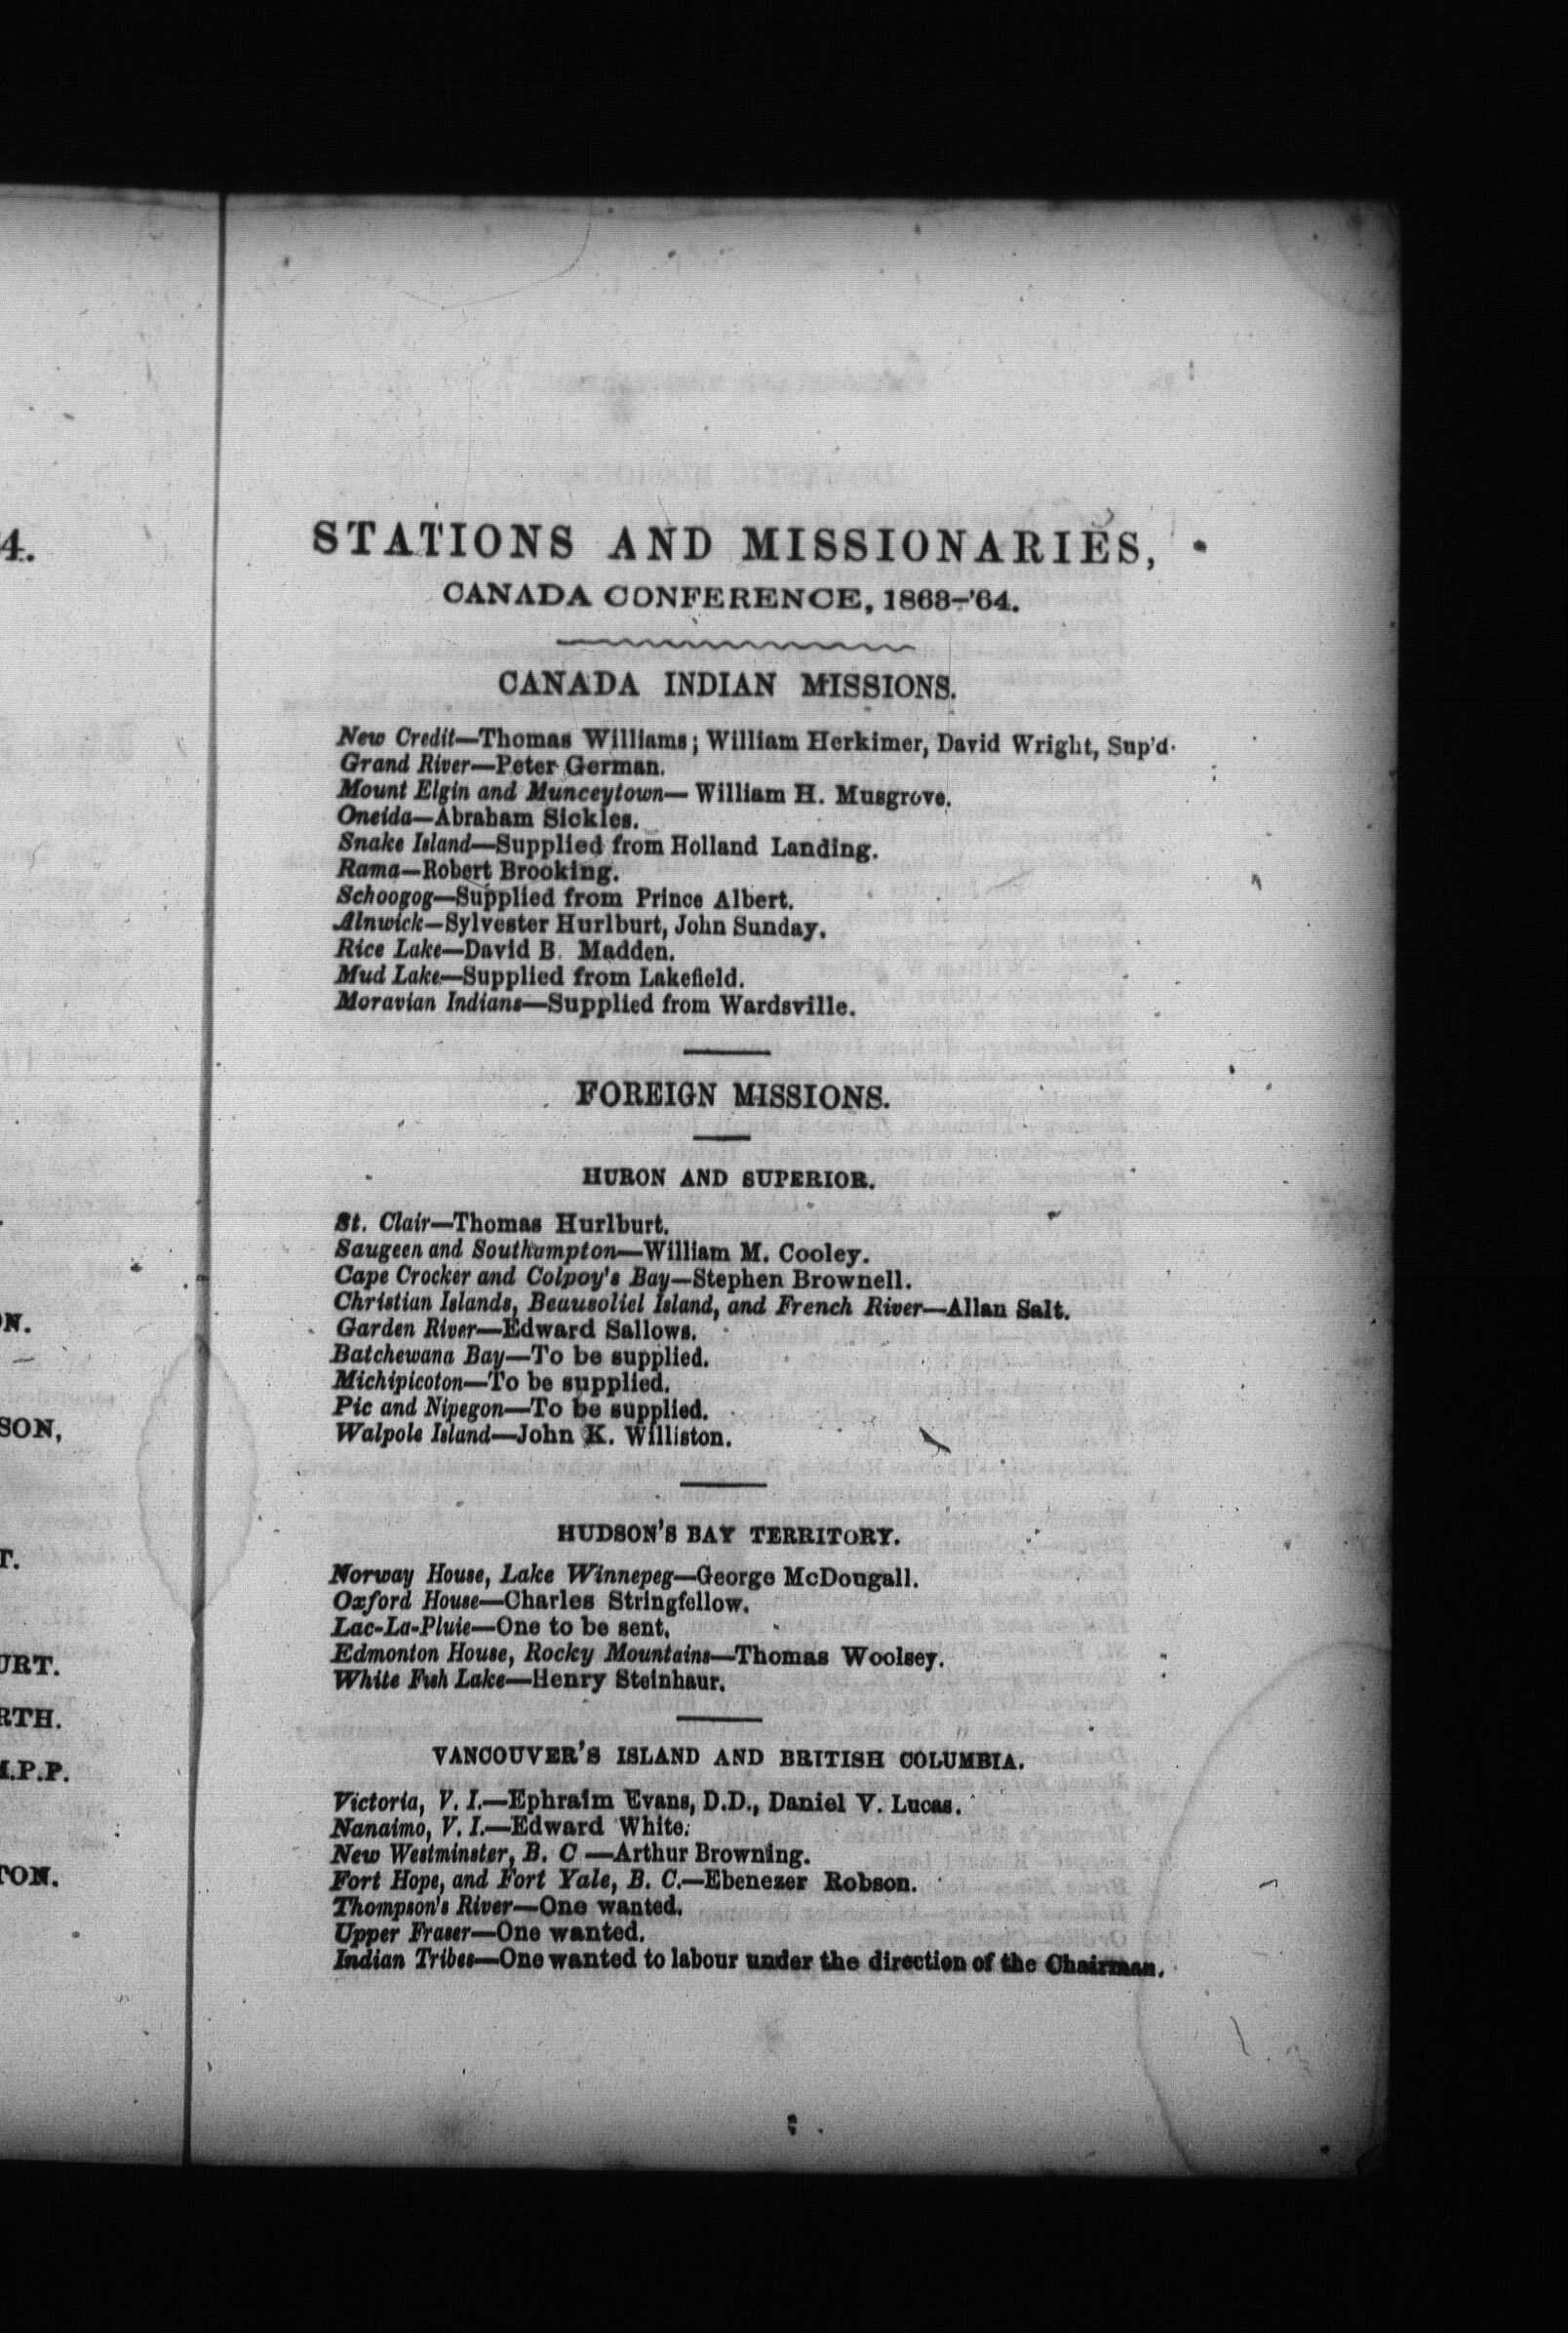 4.
ON.
SON,
T.
URT.
RTH.
M.P.P.
TON.
STATIONS AND MISSIONARIES,
CANADA CONFERENCE, 1863-'64.
CANADA INDIAN MISSIONS.
New Credit—Thomas Williams; William Herkimer, David Wright, Sup'd.
Grand River—Peter German.
Mount Elgin and Munceytown—William H. Musgrove.
Oneida—Abraham Sickles.
Snake Island—Supplied from Holland Landing.
Rama—Robert Brooking.
Schoogog—Supplied from Prince Albert.
Alnwick—Sylvester Hurlburt, John Sunday.
Rice Lake—David B. Madden.
Mud Lake—Supplied from Lakefield.
Moravian Indians—Supplied from Wardsville.
FOREIGN MISSIONS.
HURON AND SUPERIOR.
St. Clair—Thomas Hurlburt.
Saugeen and Southampton—William M. Cooley.
Cape Crocker and Colpoy's Bay—Stephen Brownell.
Christian Islands, Beausoliel Island, and French River—Allan Salt.
Garden River—Edward Sallows.
Batchewana Bay—To be supplied.
Michipicoton—To be supplied.
Pic and Nipegon—To be supplied.
Walpole Island—John K. Williston.
HUDSON'S BAY TERRITORY.
Norway House, Lake Winnepeg—George McDougall.
Oxford House—Charles Stringfellow.
Lac-La-Pluie—One to be sent.
Edmonton House, Rocky Mountains—Thomas Woolsey.
White Fish Lake—Henry Steinhaur.
VANCOUVER'S ISLAND AND BRITISH COLUMBIA.
Victoria, V. I.—Ephraim Evans, D.D., Daniel V. Lucas.
Nanaimo, V. I.—Edward White.
New Westminster, B. C—Arthur Browning.
Fort Hope, and Fort Yale, B. C.—Ebenezer Robson.
Thompson's River—One wanted.
Upper Fraser—One wanted.
Indian Tribes—One wanted to labour under the direction of the Chairman.